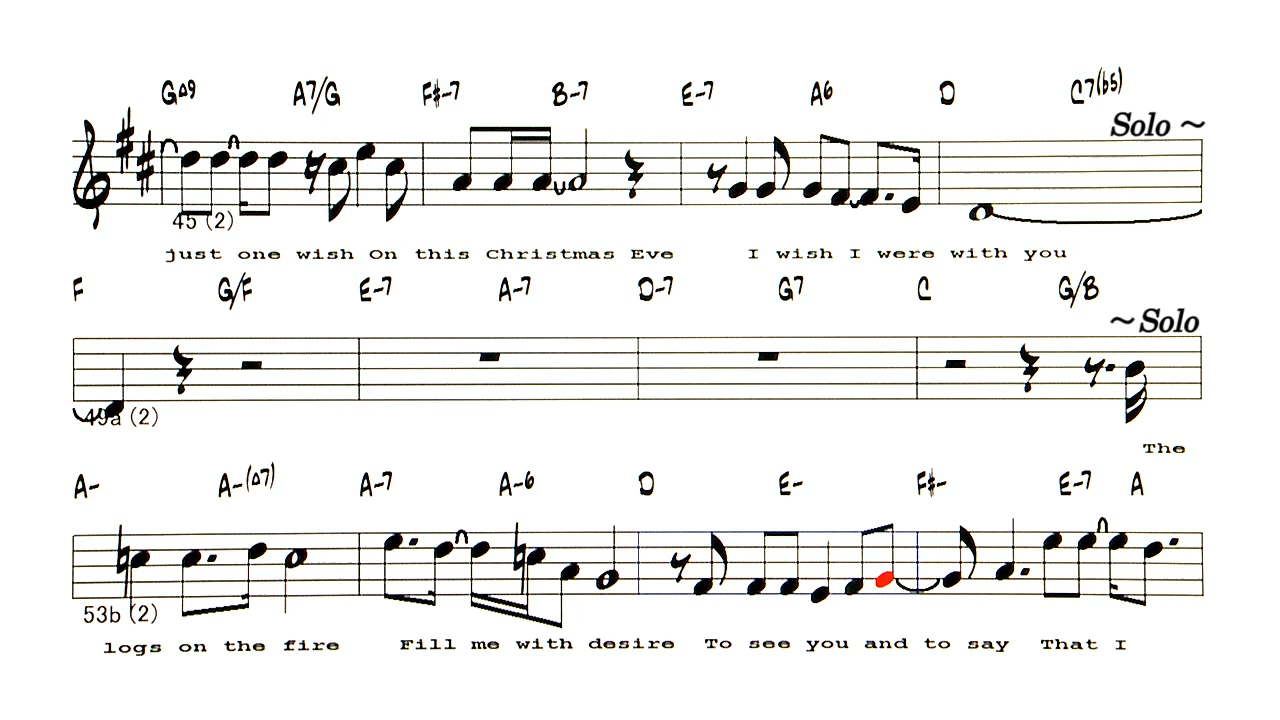 G∆9 A7/G F#-7 B-7 E-7 A6 D C7(b5)
Solo ~
45 (2)
just one wish On this Christmas Eve I wish I were with you
F G/F E-7 A-7 D-7 G7 C G/B
~Solo
49a (2)
The
A- A-(∆7) A-7 A-6 D E- F#- E-7 A
53b (2)
logs on the fire Fill me with desire To see you and to say That I